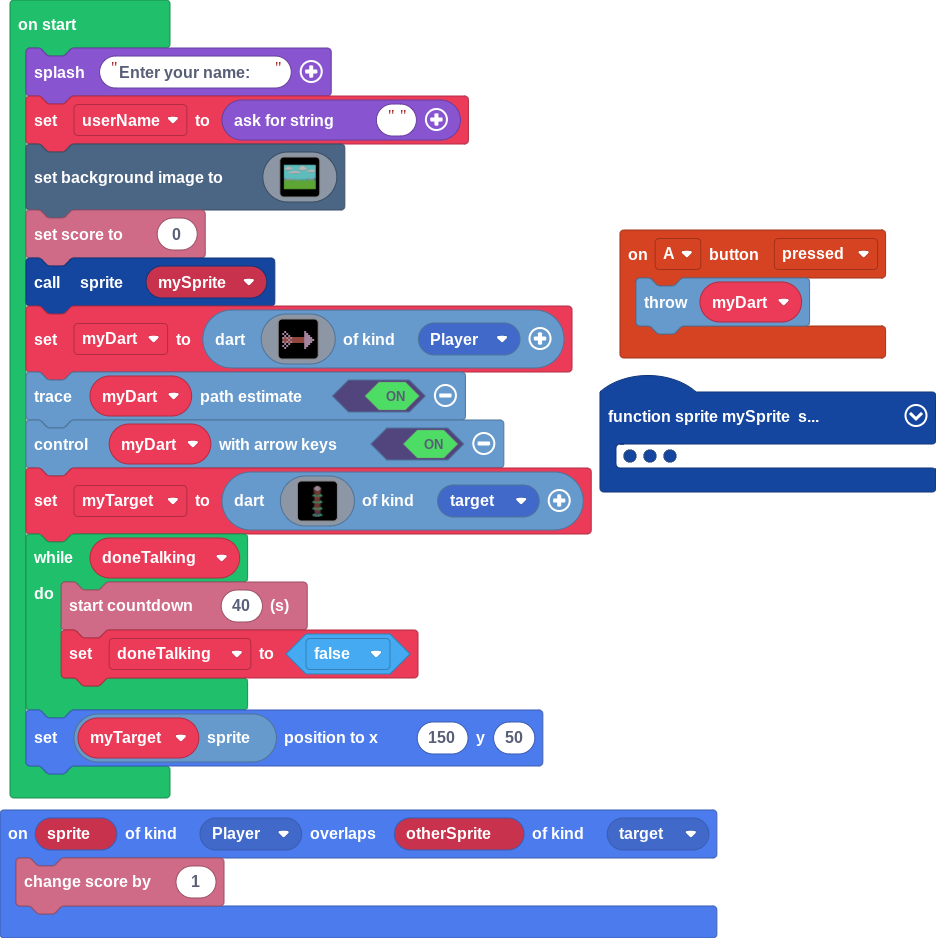 on start
splash "Enter your name: "
set userName to ask for string " "
set background image to
set score to 0
call sprite mySprite
set myDart to dart of kind Player
trace myDart path estimate ON
control myDart with arrow keys ON
set myTarget to dart of kind target
while doneTalking
do
start countdown 40 (s)
set doneTalking to false
set myTarget sprite position to x 150 y 50
on A button pressed
throw myDart
function sprite mySprite s...
on sprite of kind Player overlaps otherSprite of kind target
change score by 1